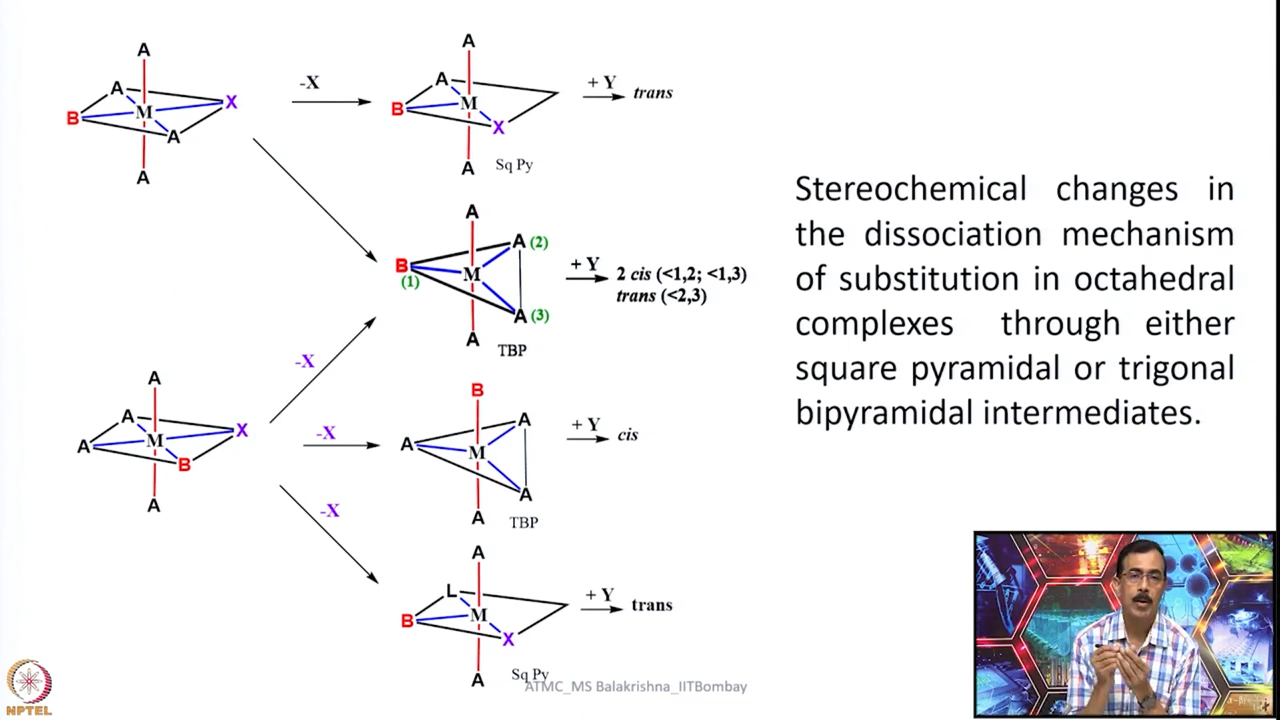 A
A
B
M
X
A
A
-X
A
A
B
M
X
A
Sq Py
+ Y
trans
A
B
(1)
M
A (2)
A (3)
A
TBP
+ Y
2 cis (<1,2; <1,3)
trans (<2,3)
A
A
A
M
X
B
A
-X
-X
-X
B
A
A
M
A
A
TBP
+ Y
cis
A
L
B
M
X
A
Sq Py
+ Y
trans
Stereochemical changes in
the dissociation mechanism
of substitution in octahedral
complexes through either
square pyramidal or trigonal
bipyramidal intermediates.
ATMC_MS Balakrishna_IITBombay
NPTEL